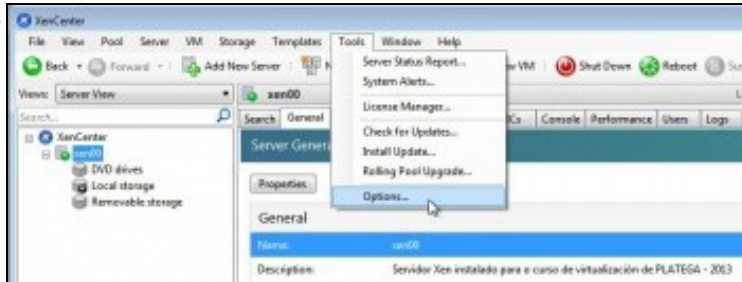 XenCenter
File View Pool Server VM Storage Templates Tools Window Help
Back Forward Add New Server N w VM Shut Down Reboot Su
Server Status Report...
System Alerts...
License Manager...
Check for Updates...
Install Update...
Rolling Pool Upgrade...
Options...
Views: Server View xen00 L
Search... Search General ICs Console Performance Users Logs
XenCenter
xen00
DVD drives
Local storage
Removable storage
Server Genera
Properties
General
Name: xen00
Description: Servidor Xen instalado para o curso de virtualización de PLATEGA - 2013